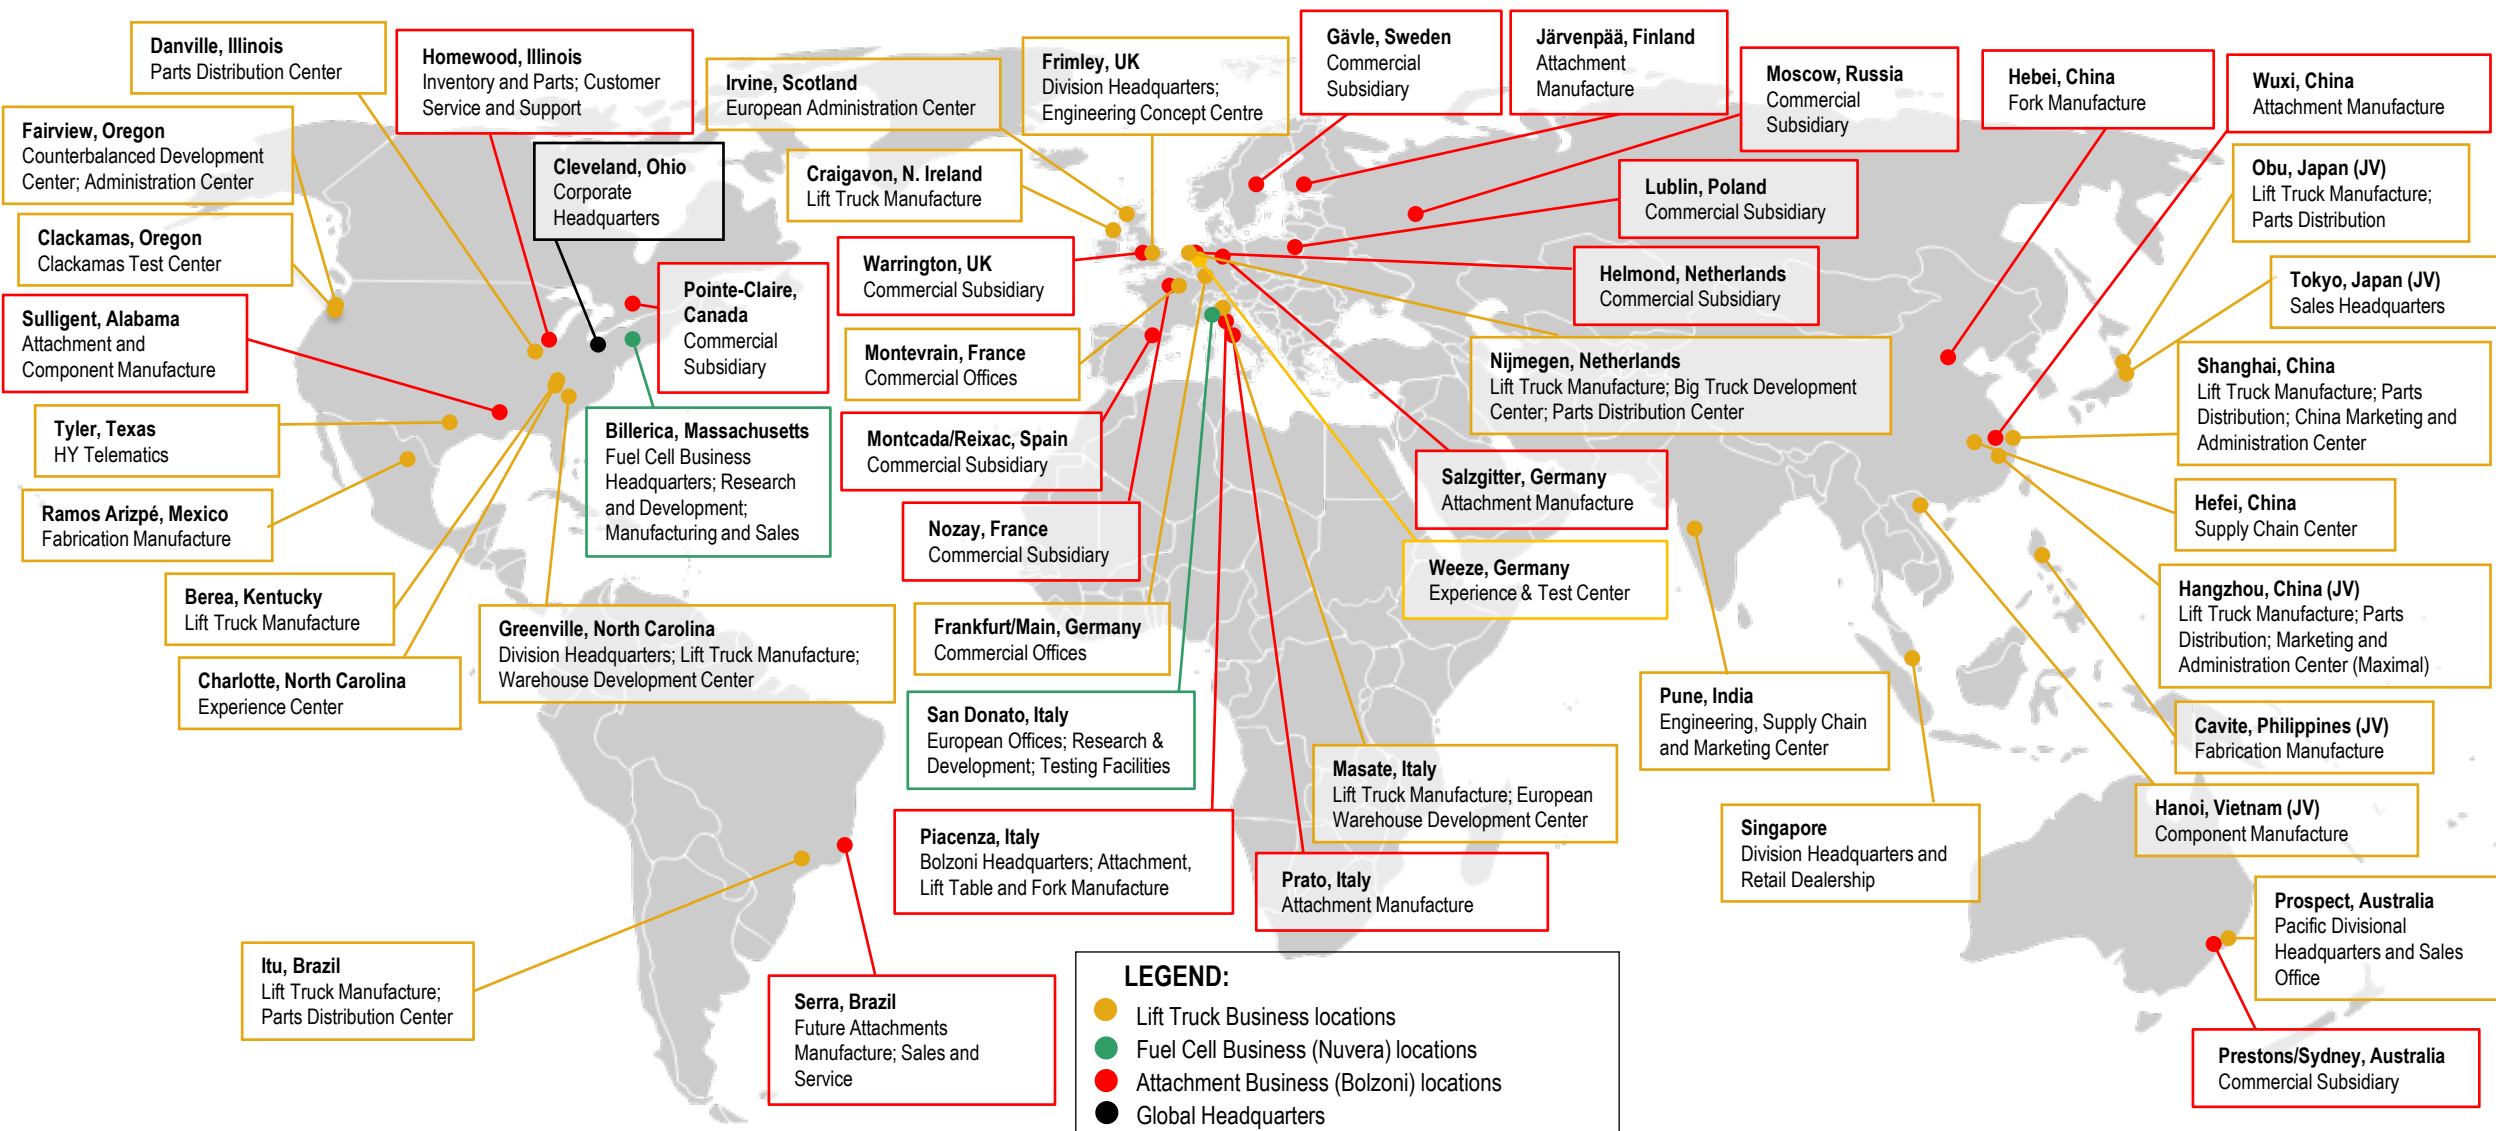 Danville, Illinois
Parts Distribution Center
Homewood, Illinois
Inventory and Parts; Customer
Service and Support
Irvine, Scotland
European Administration Center
Frimley, UK
Division Headquarters;
Engineering Concept Centre
Gävle, Sweden
Commercial
Subsidiary
Järvenpää, Finland
Attachment
Manufacture
Moscow, Russia
Commercial
Subsidiary
Hebei, China
Fork Manufacture
Wuxi, China
Attachment Manufacture
Fairview, Oregon
Counterbalanced Development
Center; Administration Center
Cleveland, Ohio
Corporate
Headquarters
Craigavon, N. Ireland
Lift Truck Manufacture
Lublin, Poland
Commercial Subsidiary
Obu, Japan (JV)
Lift Truck Manufacture;
Parts Distribution
Clackamas, Oregon
Clackamas Test Center
Pointe-Claire,
Canada
Commercial
Subsidiary
Warrington, UK
Commercial Subsidiary
Helmond, Netherlands
Commercial Subsidiary
Tokyo, Japan (JV)
Sales Headquarters
Sulligent, Alabama
Attachment and
Component Manufacture
Montevrain, France
Commercial Offices
Nijmegen, Netherlands
Lift Truck Manufacture; Big Truck Development
Center; Parts Distribution Center
Shanghai, China
Lift Truck Manufacture; Parts
Distribution; China Marketing and
Administration Center
Tyler, Texas
HY Telematics
Billerica, Massachusetts
Fuel Cell Business
Headquarters; Research
and Development;
Manufacturing and Sales
Montcada/Reixac, Spain
Commercial Subsidiary
Salzgitter, Germany
Attachment Manufacture
Hefei, China
Supply Chain Center
Ramos Arizpé, Mexico
Fabrication Manufacture
Nozay, France
Commercial Subsidiary
Weeze, Germany
Experience & Test Center
Hangzhou, China (JV)
Lift Truck Manufacture; Parts
Distribution; Marketing and
Administration Center (Maximal)
Berea, Kentucky
Lift Truck Manufacture
Greenville, North Carolina
Division Headquarters; Lift Truck Manufacture;
Warehouse Development Center
Frankfurt/Main, Germany
Commercial Offices
Charlotte, North Carolina
Experience Center
San Donato, Italy
European Offices; Research &
Development; Testing Facilities
Pune, India
Engineering, Supply Chain
and Marketing Center
Cavite, Philippines (JV)
Fabrication Manufacture
Masate, Italy
Lift Truck Manufacture; European
Warehouse Development Center
Hanoi, Vietnam (JV)
Component Manufacture
Piacenza, Italy
Bolzoni Headquarters; Attachment,
Lift Table and Fork Manufacture
Singapore
Division Headquarters and
Retail Dealership
Prato, Italy
Attachment Manufacture
Prospect, Australia
Pacific Divisional
Headquarters and Sales
Office
Itu, Brazil
Lift Truck Manufacture;
Parts Distribution Center
Serra, Brazil
Future Attachments
Manufacture; Sales and
Service
Prestons/Sydney, Australia
Commercial Subsidiary
LEGEND:
Lift Truck Business locations
Fuel Cell Business (Nuvera) locations
Attachment Business (Bolzoni) locations
Global Headquarters